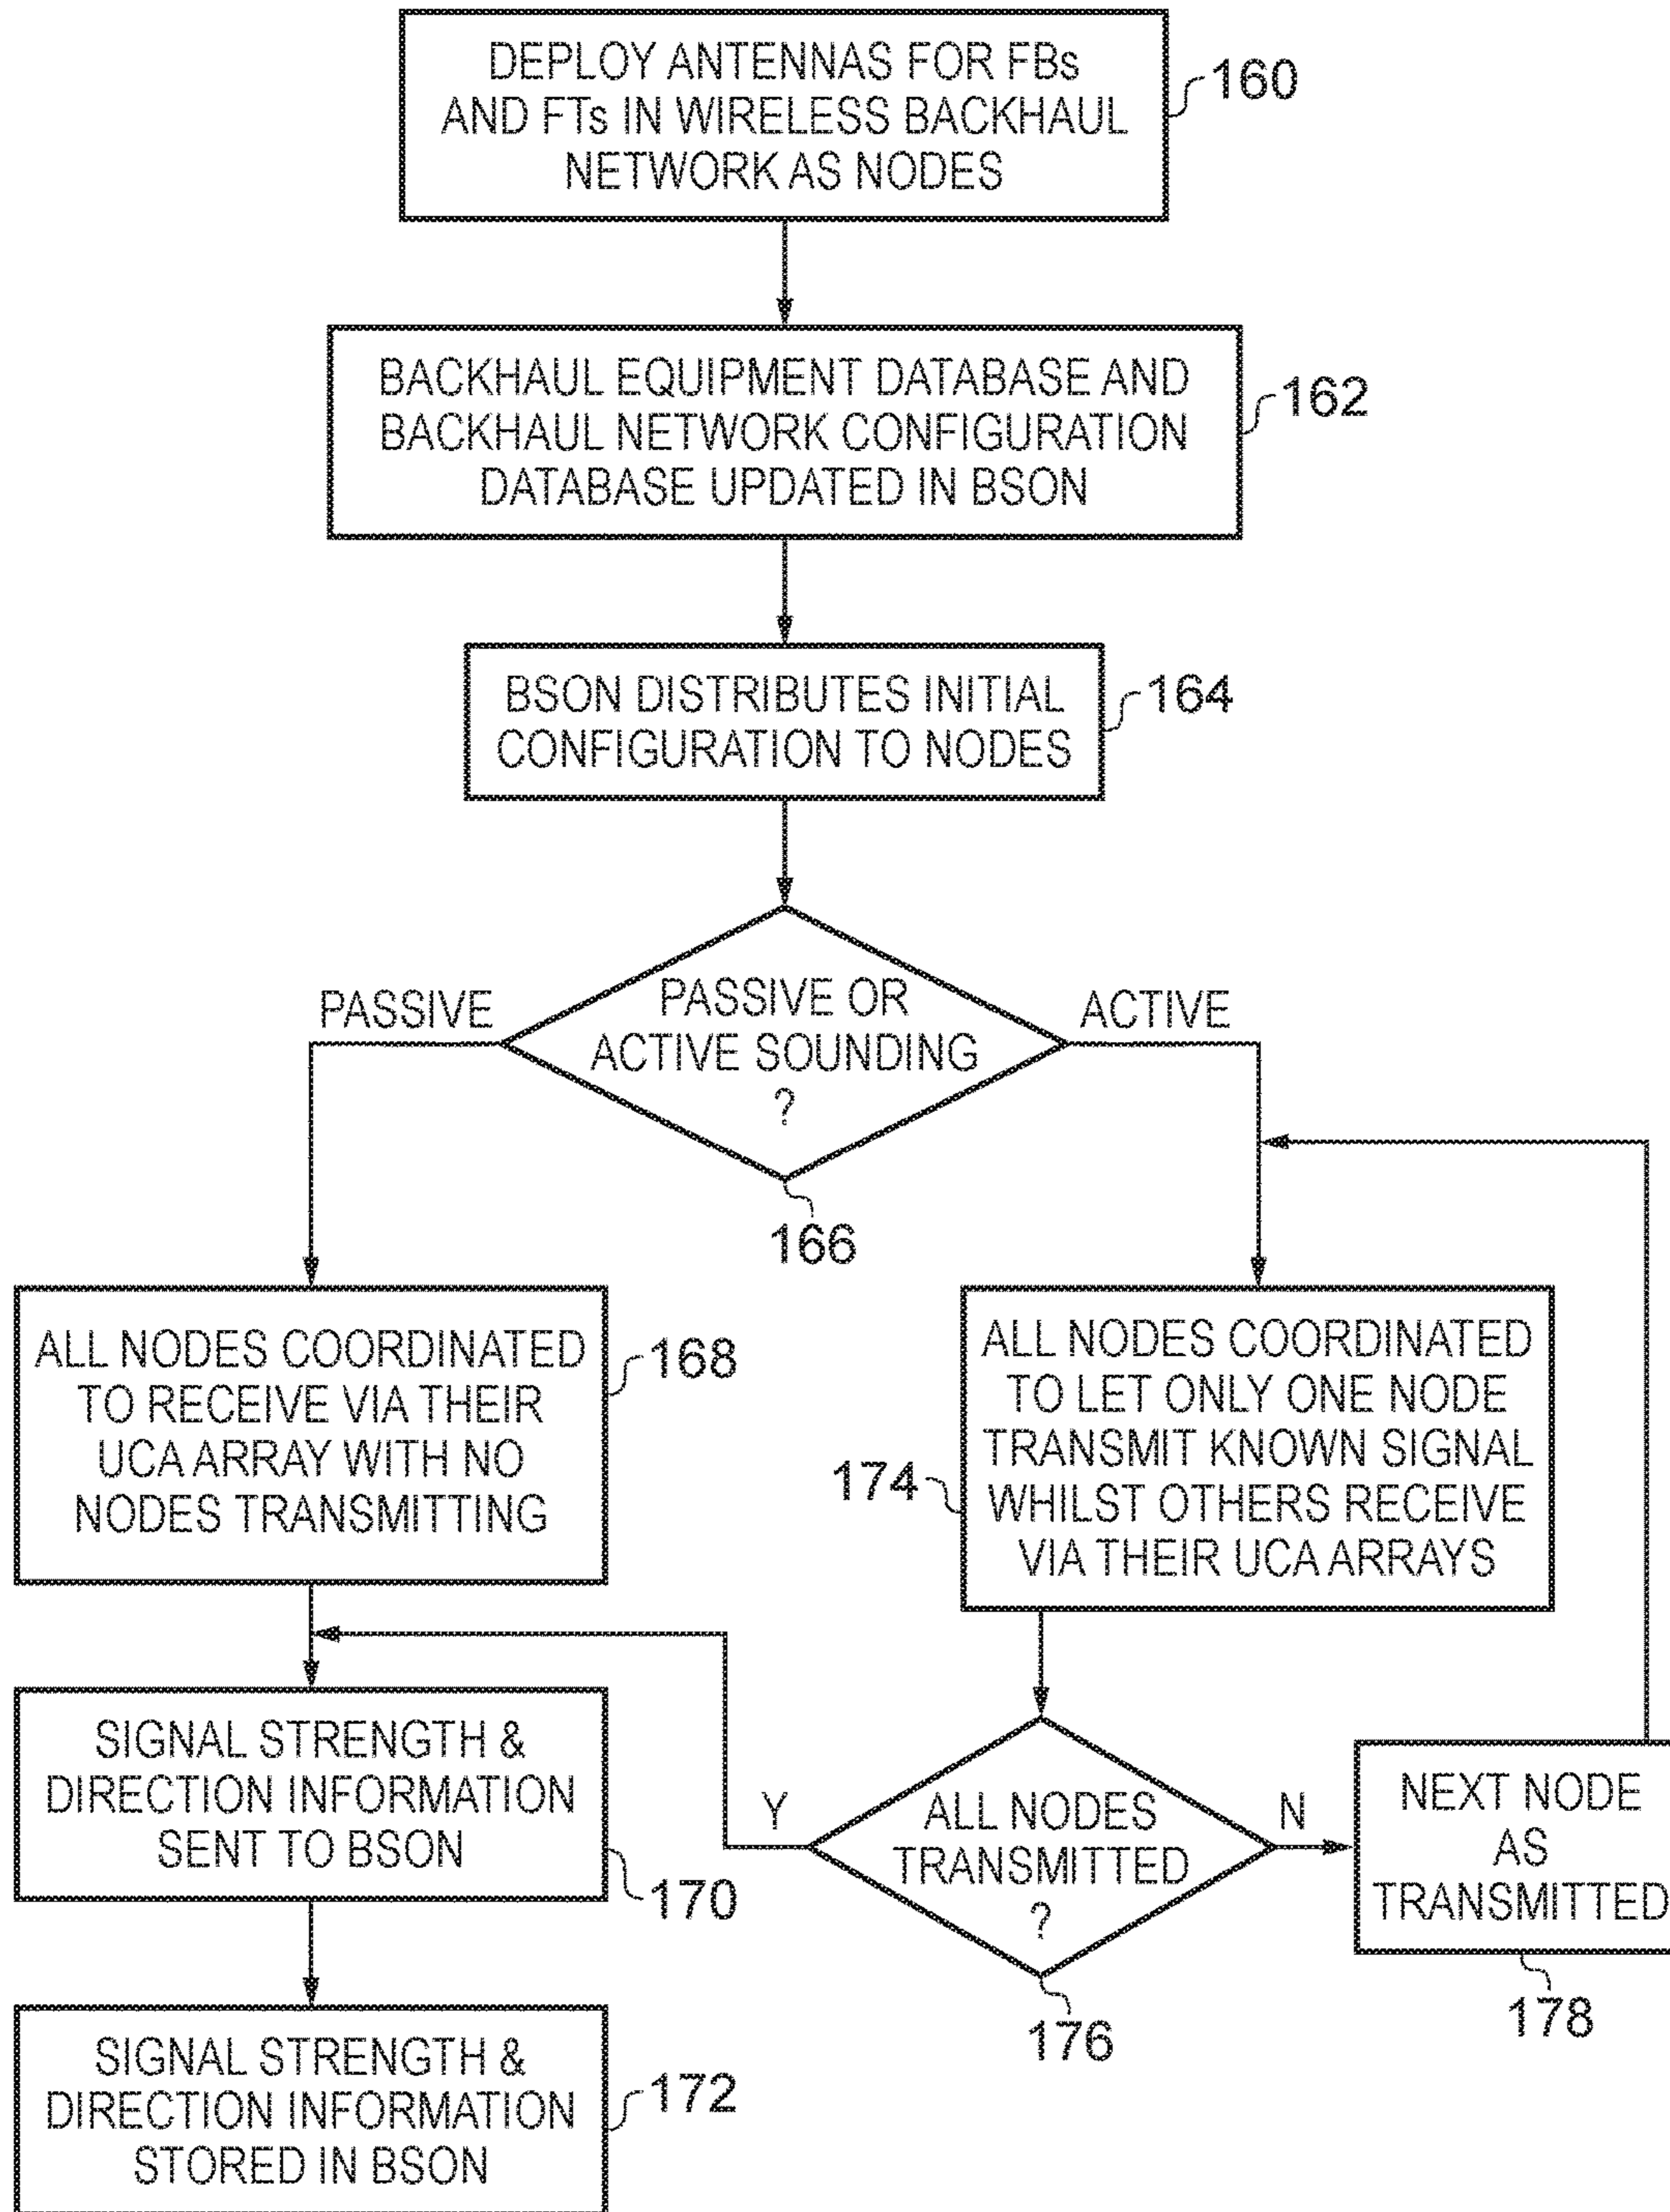 DEPLOY ANTENNAS FOR FBs
AND FTs IN WIRELESS BACKHAUL
NETWORK AS NODES
160
BACKHAUL EQUIPMENT DATABASE AND
BACKHAUL NETWORK CONFIGURATION
DATABASE UPDATED IN BSON
162
BSON DISTRIBUTES INITIAL
CONFIGURATION TO NODES
164
PASSIVE
PASSIVE OR
ACTIVE SOUNDING
?
ACTIVE
166
ALL NODES COORDINATED
TO RECEIVE VIA THEIR
UCA ARRAY WITH NO
NODES TRANSMITTING
168
ALL NODES COORDINATED
TO LET ONLY ONE NODE
TRANSMIT KNOWN SIGNAL
WHILST OTHERS RECEIVE
VIA THEIR UCA ARRAYS
174
SIGNAL STRENGTH &
DIRECTION INFORMATION
SENT TO BSON
170
Y
ALL NODES
TRANSMITTED
?
N
176
NEXT NODE
AS
TRANSMITTED
178
SIGNAL STRENGTH &
DIRECTION INFORMATION
STORED IN BSON
172